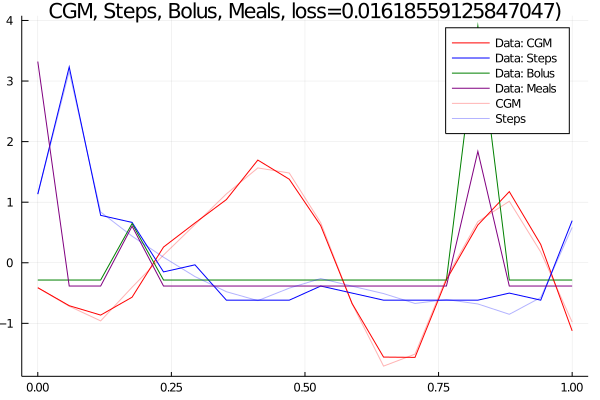 CGM, Steps, Bolus, Meals, loss=0.01618559125847047)
4
3
2
1
0
−1
0.00
0.25
0.50
0.75
1.00
Data: CGM
Data: Steps
Data: Bolus
Data: Meals
CGM
Steps